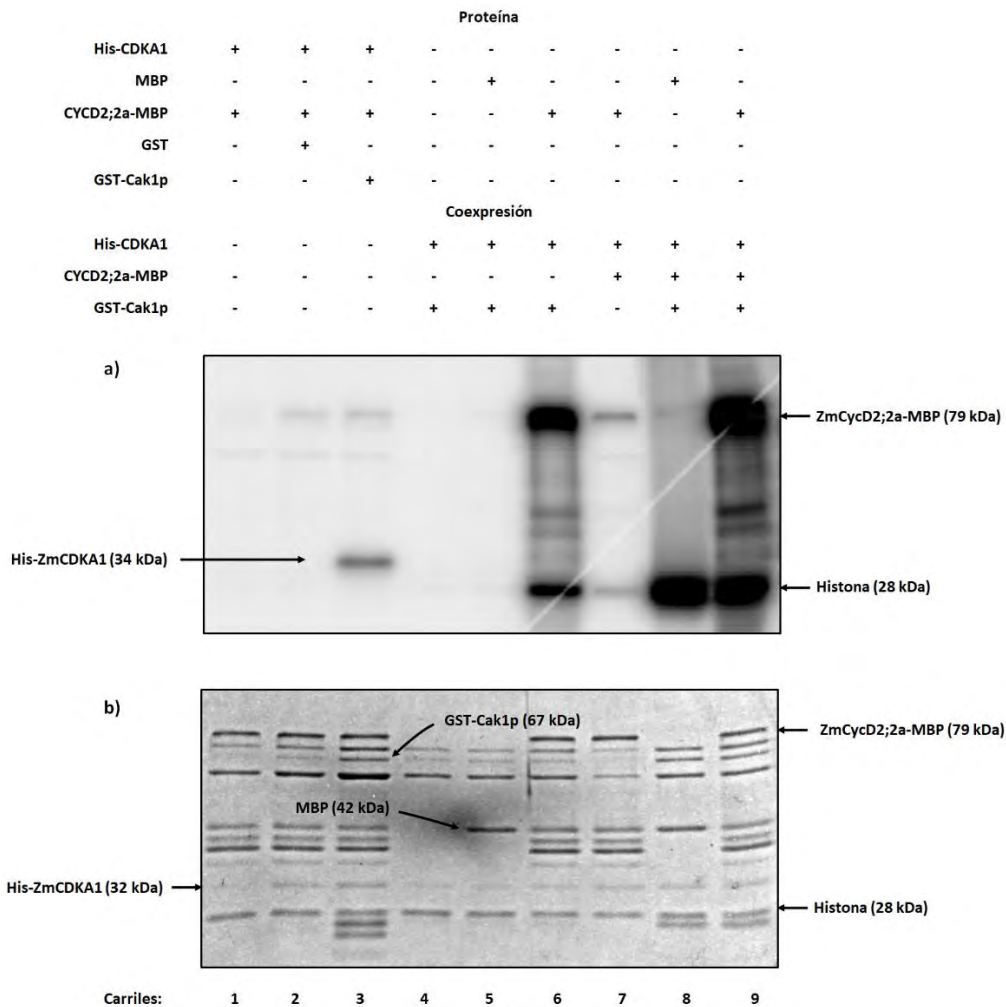 Proteína
His-CDKA1 + + + - - - - - -
MBP - - - - + - - + -
CYCD2;2a-MBP + + + - - + + - +
GST - + - - - - - - -
GST-Cak1p - - + - - - - - -
Coexpresión
His-CDKA1 - - - + + + + + +
CYCD2;2a-MBP - - - - - - + + +
GST-Cak1p - - - + + + - + +
a)
ZmCycD2;2a-MBP (79 kDa)
His-ZmCDKA1 (34 kDa)
Histona (28 kDa)
b)
GST-Cak1p (67 kDa)
ZmCycD2;2a-MBP (79 kDa)
MBP (42 kDa)
His-ZmCDKA1 (32 kDa)
Histona (28 kDa)
Carriles: 1 2 3 4 5 6 7 8 9